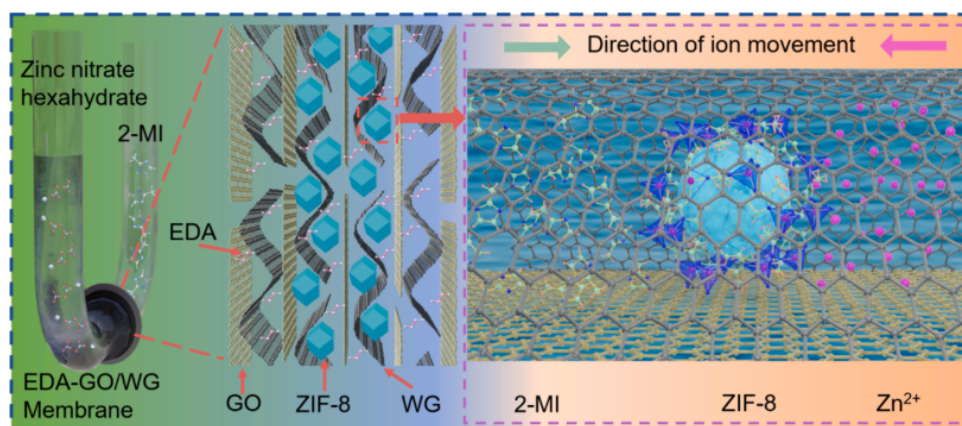 Zinc nitrate
hexahydrate
2-MI
EDA-GO/WG
Membrane
EDA
GO
ZIF-8
WG
Direction of ion movement
2-MI
ZIF-8
Zn²⁺